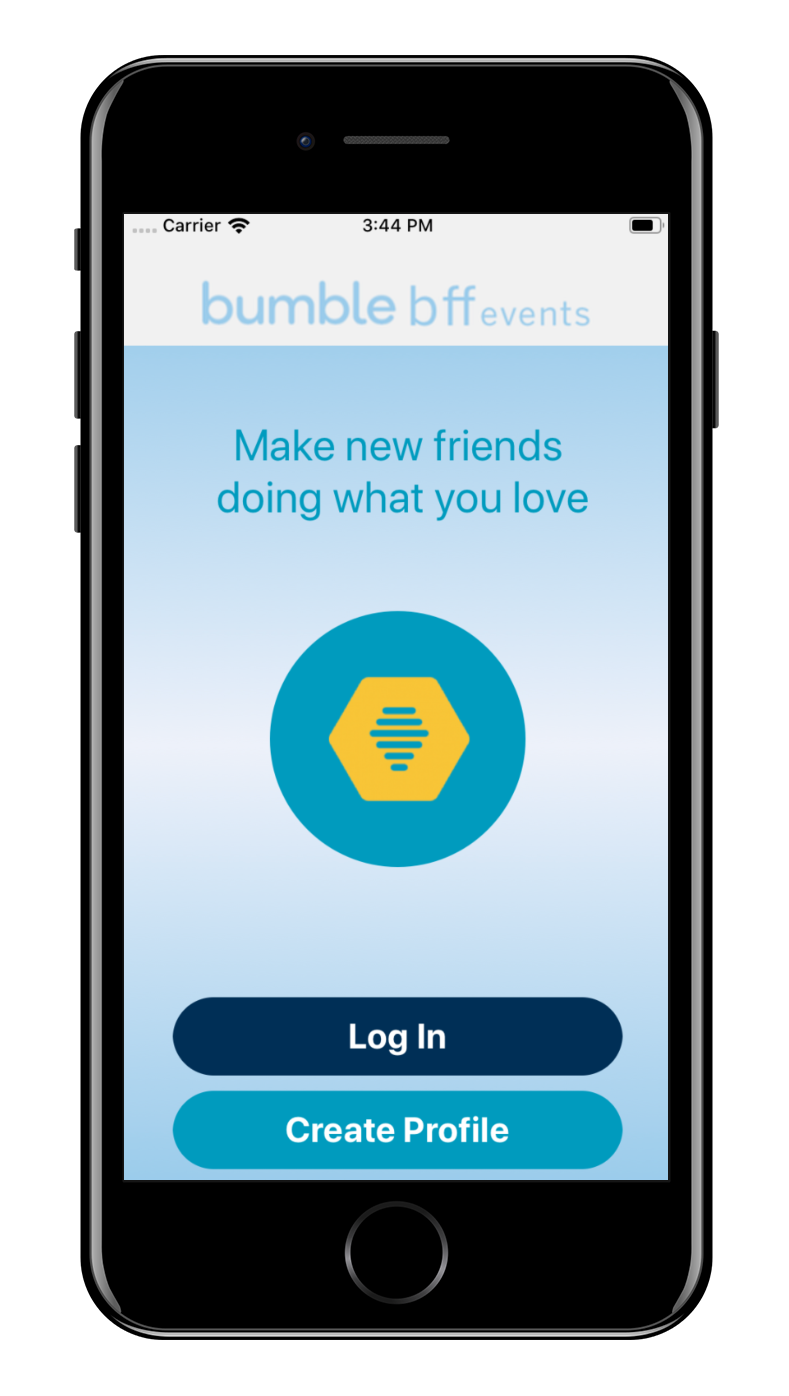 Carrier 3:44 PM
bumble bff events
Make new friends
doing what you love
Log In
Create Profile